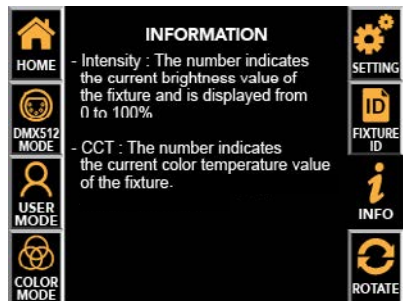 HOME
DMX512
MODE
USER
MODE
COLOR
MODE
INFORMATION
- Intensity : The number indicates
the current brightness value of
the fixture and is displayed from
0 to 100%
- CCT : The number indicates
the current color temperature value
of the fixture.
SETTING
ID
FIXTURE
ID
i
INFO
ROTATE